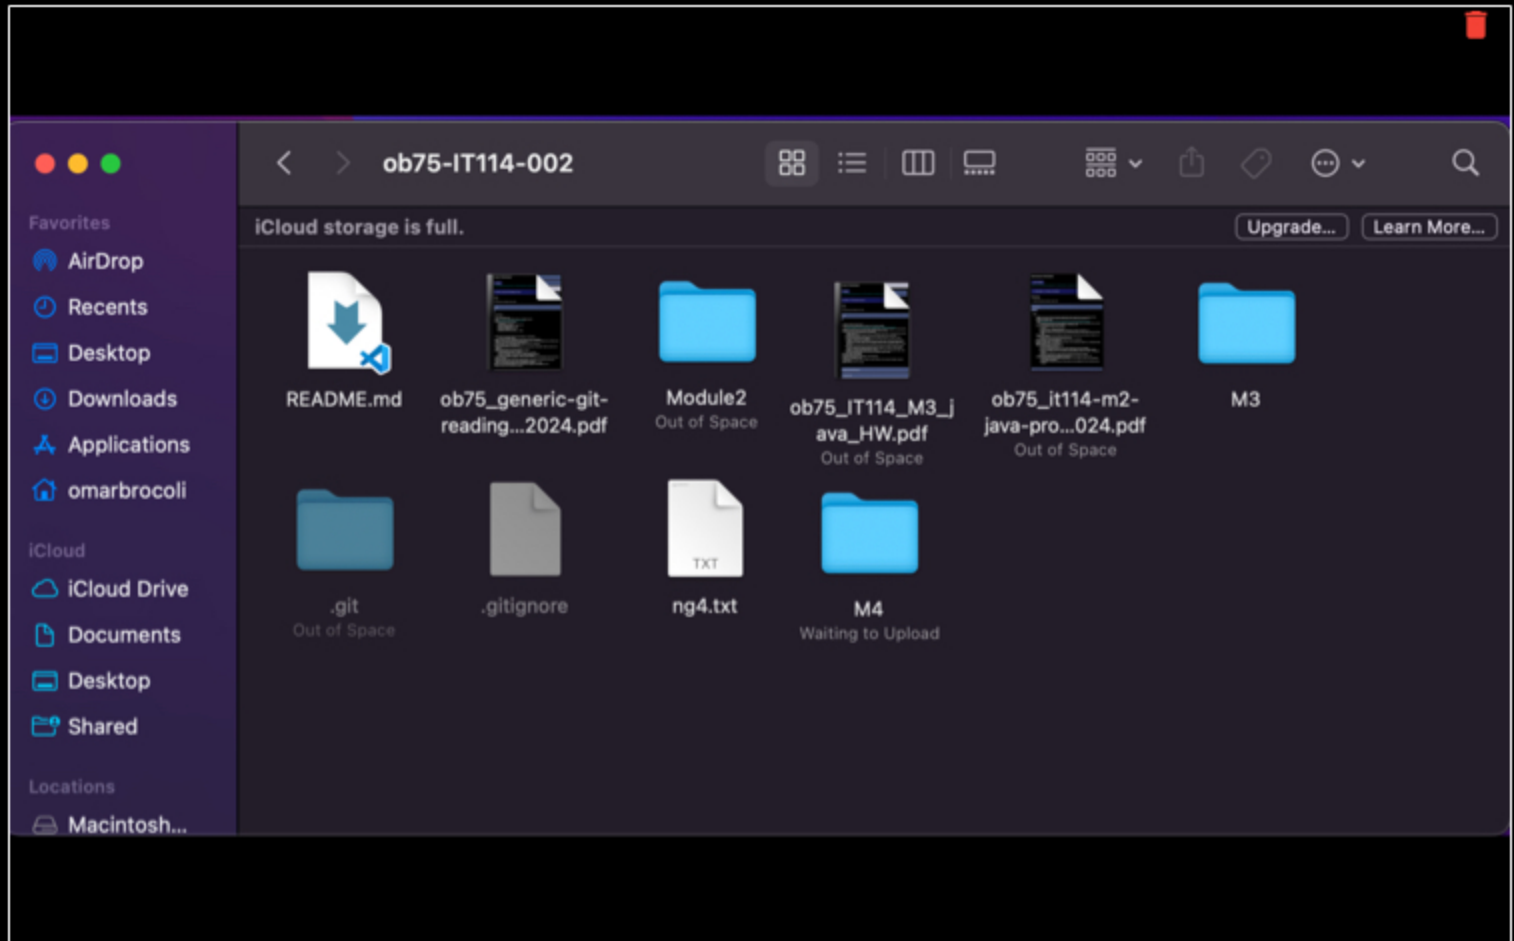 ob75-IT114-002
Favorites
AirDrop
Recents
Desktop
Downloads
Applications
omarbrocoli
iCloud
iCloud Drive
Documents
Desktop
Shared
Locations
Macintosh...
iCloud storage is full.
Upgrade...
Learn More...
README.md
ob75_generic-git-
reading...2024.pdf
Module2
Out of Space
ob75_IT114_M3_j
ava_HW.pdf
Out of Space
ob75_it114-m2-
java-pro...024.pdf
Out of Space
M3
.git
Out of Space
.gitignore
TXT
ng4.txt
M4
Waiting to Upload